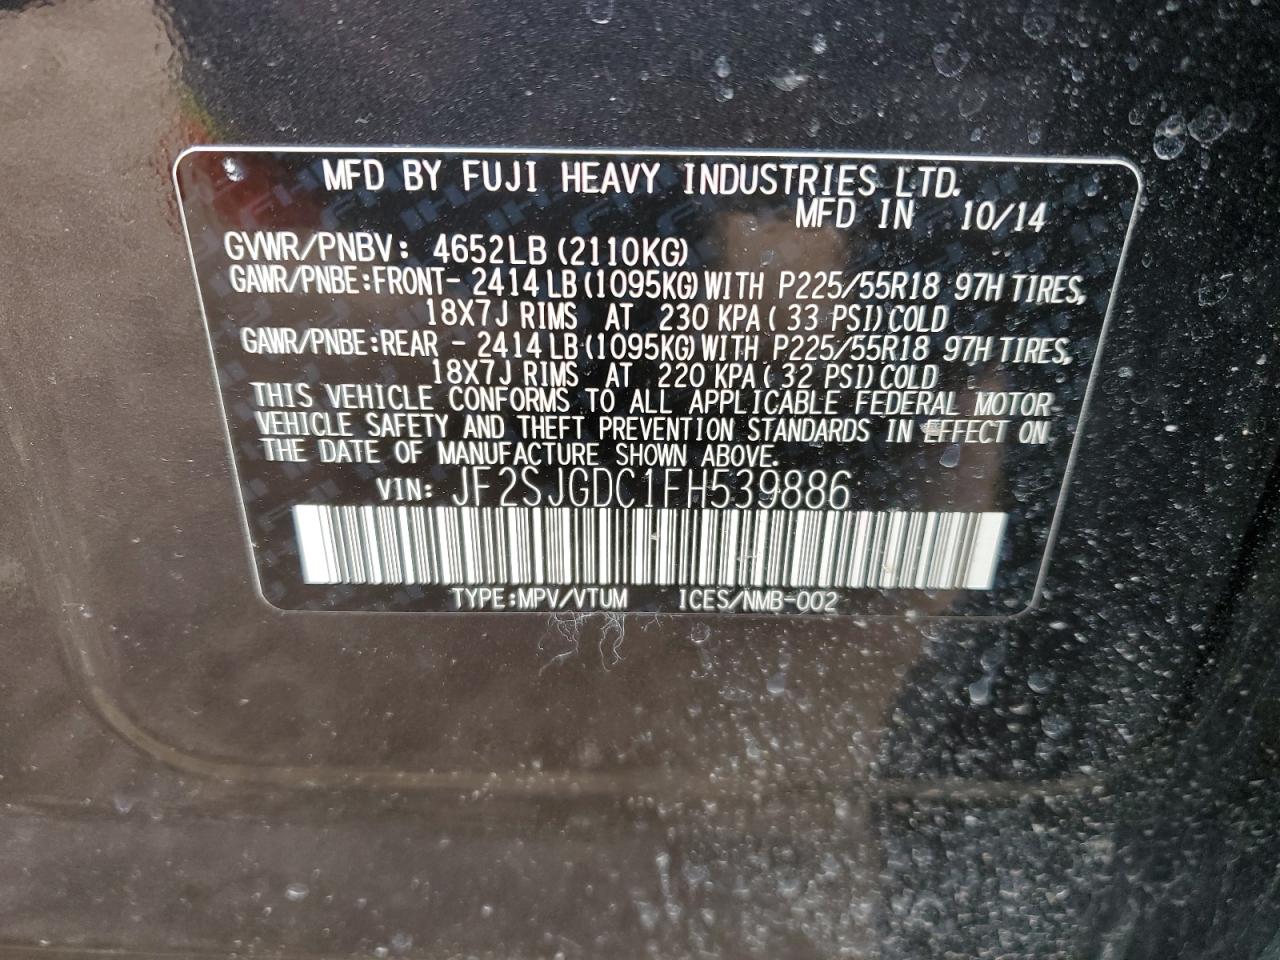 MFD BY FUJI HEAVY INDUSTRIES LTD.
MFD IN 10/14
GVWR/PNBV: 4652LB (2110KG)
GAWR/PNBE:FRONT- 2414 LB (1095KG) WITH P225/55R18 97H TIRES,
18X7J RIMS AT 230 KPA ( 33 PSI) COLD
GAWR/PNBE:REAR - 2414 LB (1095KG) WITH P225/55R18 97H TIRES,
18X7J RIMS AT 220 KPA ( 32 PSI) COLD
THIS VEHICLE CONFORMS TO ALL APPLICABLE FEDERAL MOTOR
VEHICLE SAFETY AND THEFT PREVENTION STANDARDS IN EFFECT ON
THE DATE OF MANUFACTURE SHOWN ABOVE.
VIN: JF2SJGDC1FH539886
TYPE:MPV/VTUM ICES/NMB-002